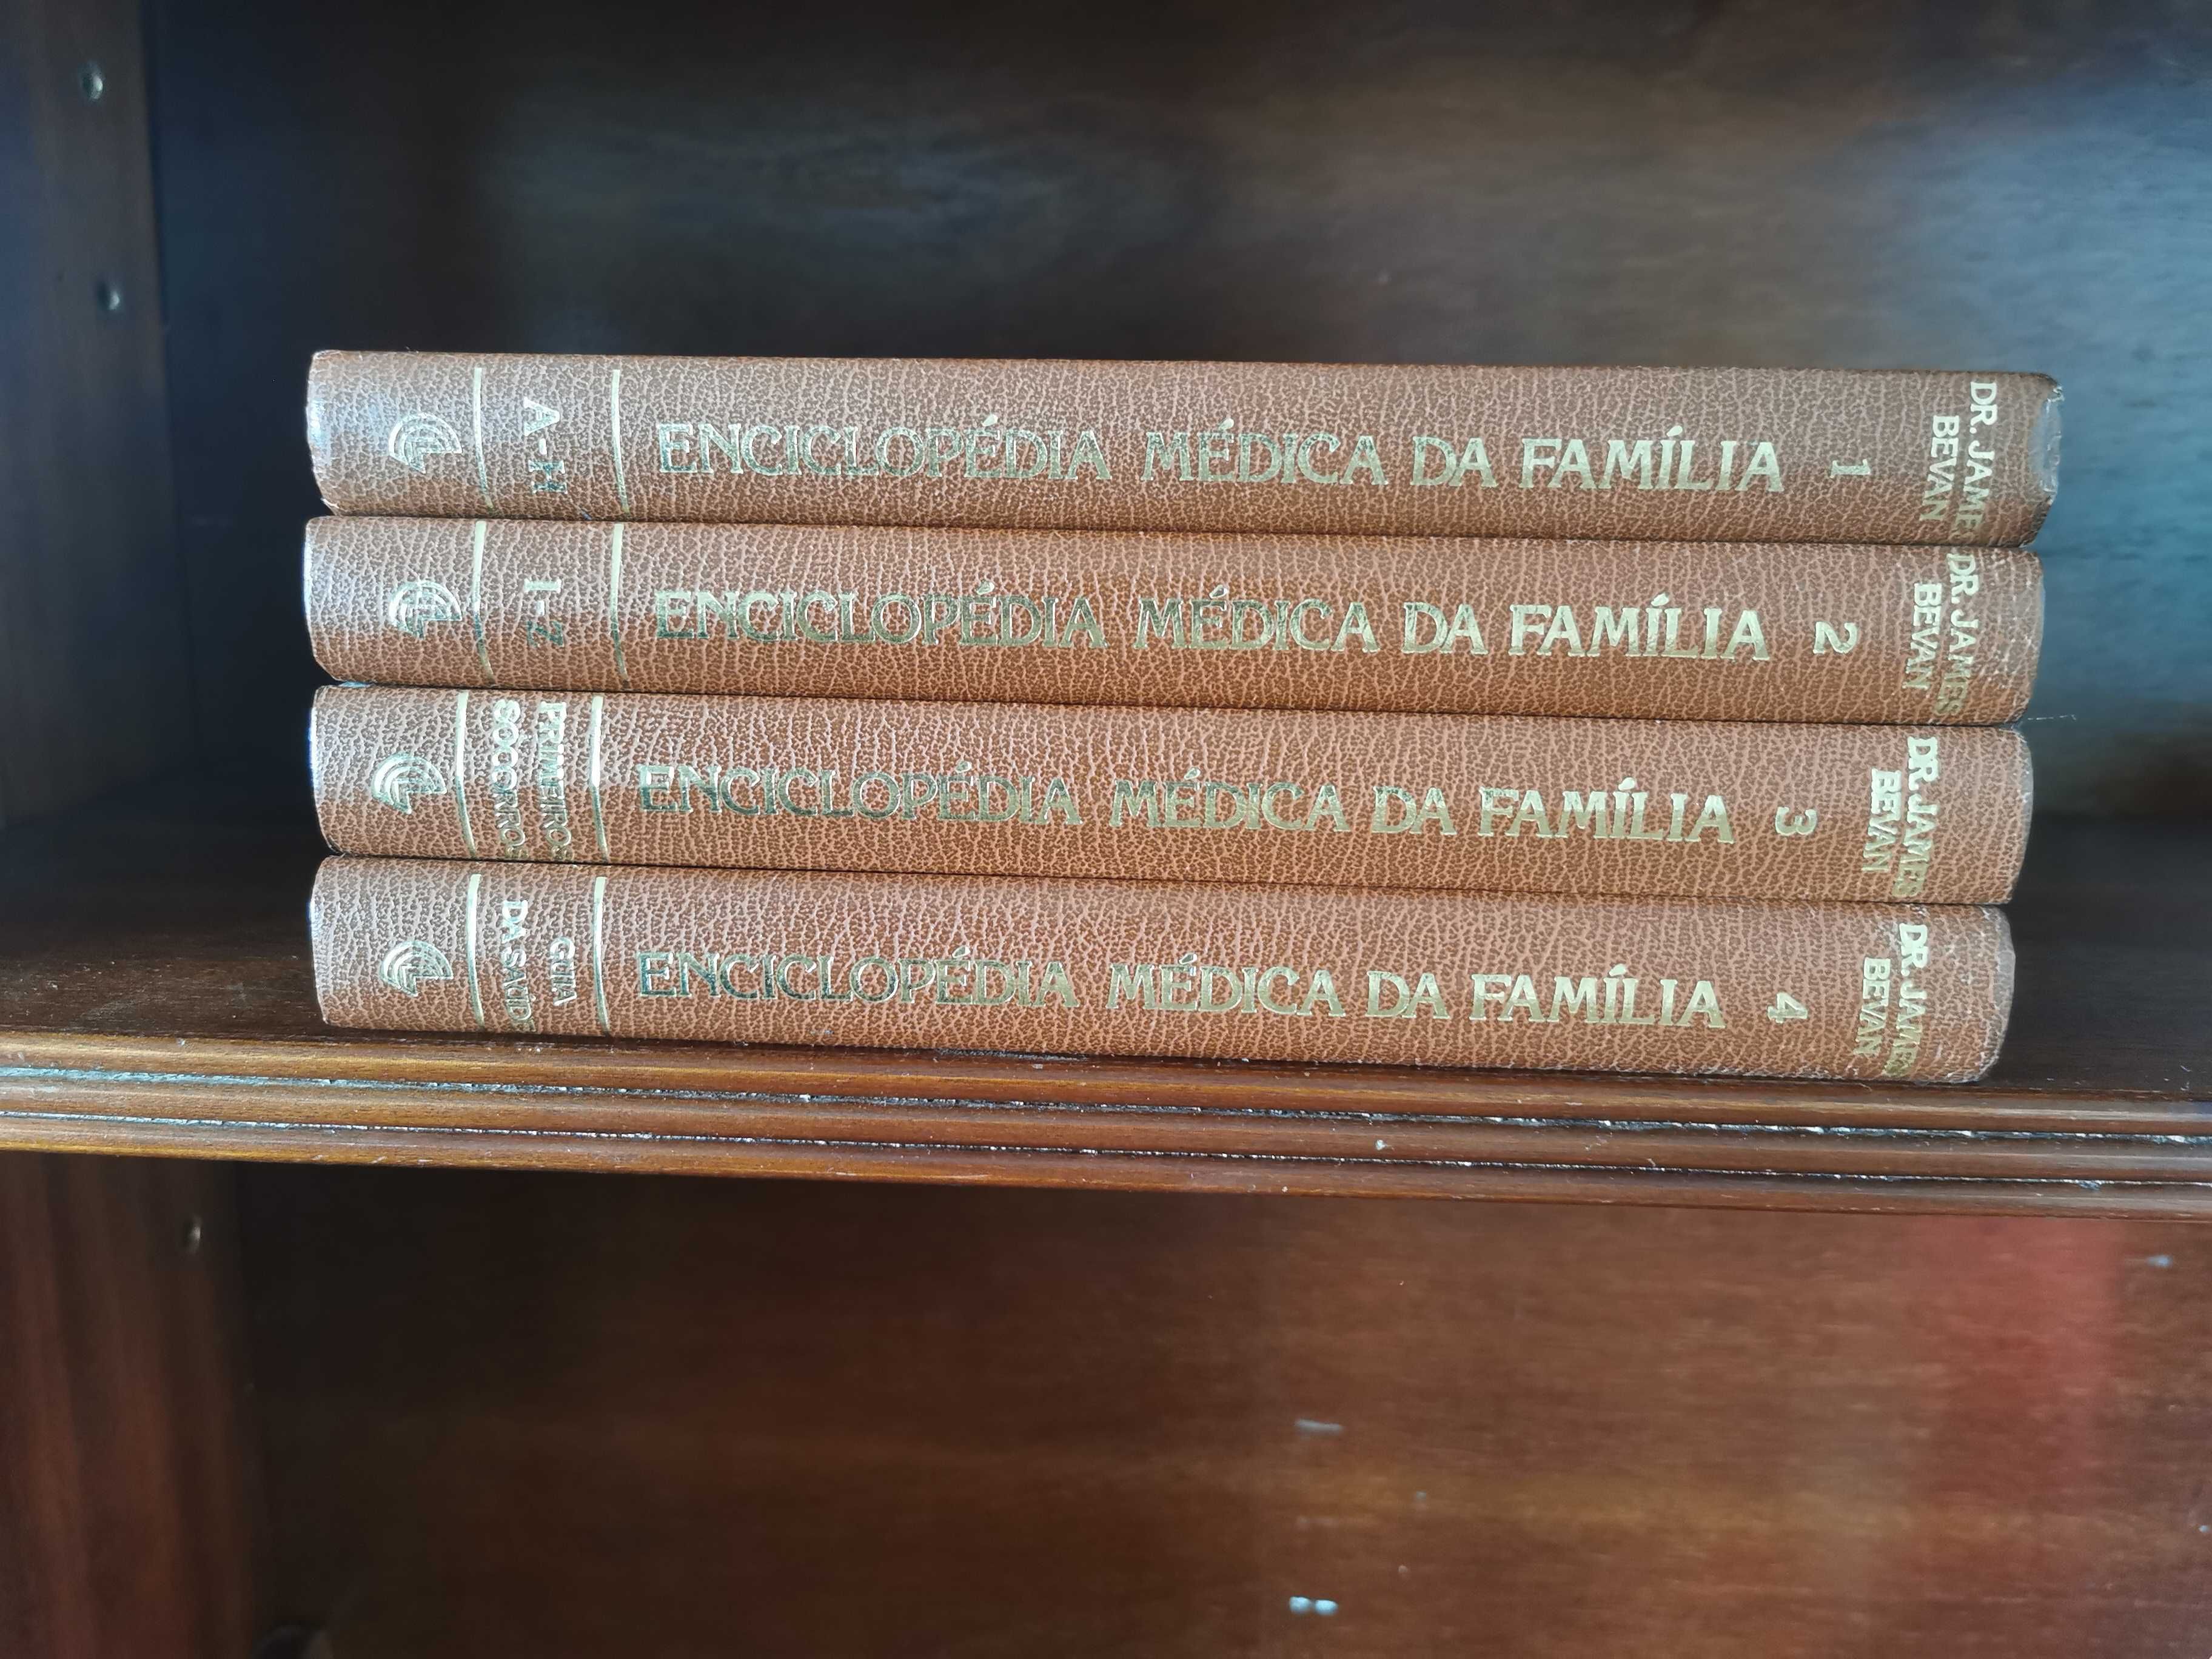 DR. JAMES
BEVAN
1
ENCICLOPÉDIA MÉDICA DA FAMÍLIA
A-H
DR. JAMES
BEVAN
2
ENCICLOPÉDIA MÉDICA DA FAMÍLIA
I-Z
DR. JAMES
BEVAN
3
ENCICLOPÉDIA MÉDICA DA FAMÍLIA
PRIMEIROS
SOCORROS
DR. JAMES
BEVAN
4
ENCICLOPÉDIA MÉDICA DA FAMÍLIA
GUIA
DA SAÚDE